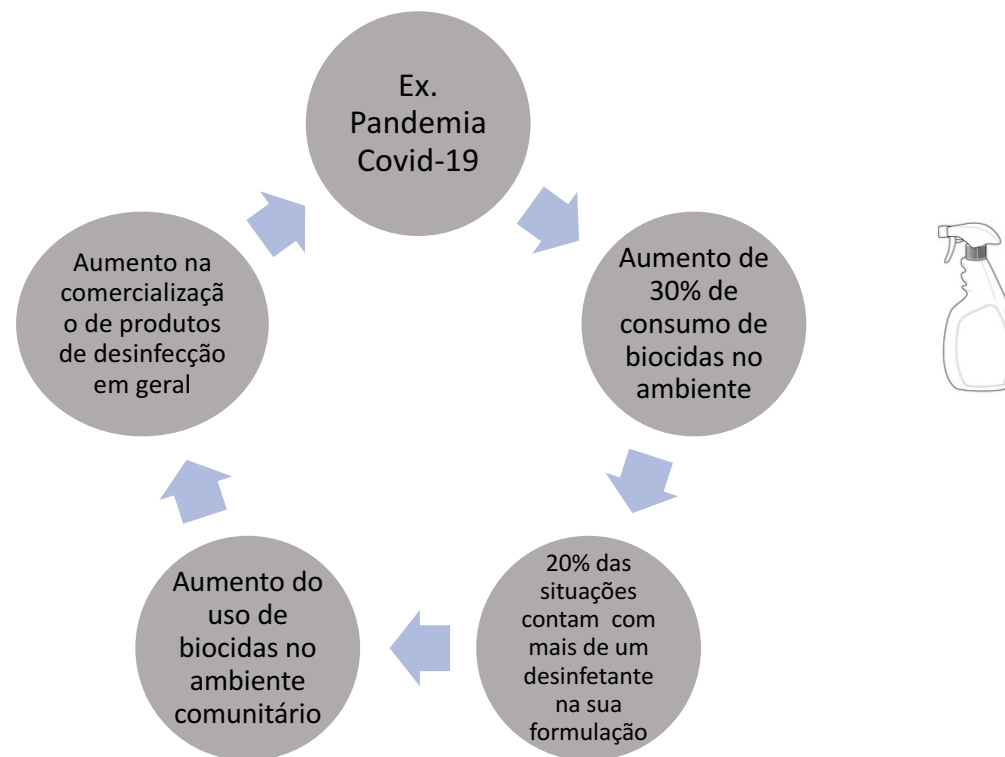 Ex.
Pandemia
Covid-19
Aumento de
30% de
consumo de
biocidas no
ambiente
20% das
situações
contam com
mais de um
desinfetante
na sua
formulação
Aumento do
uso de
biocidas no
ambiente
comunitário
Aumento na
comercializaçã
o de produtos
de desinfecção
em geral